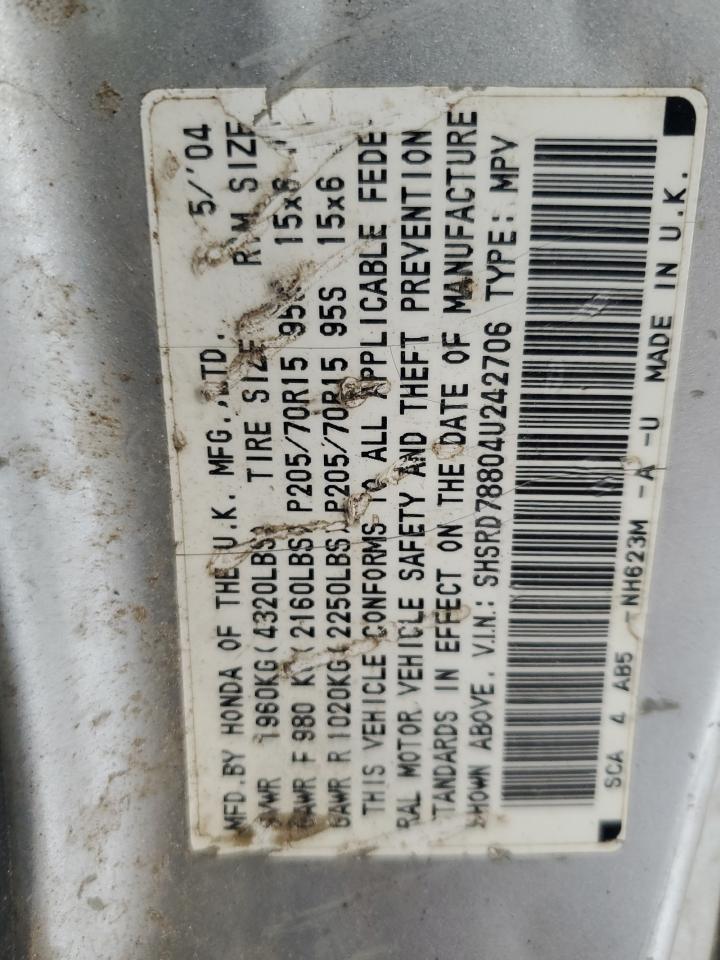 MFD. BY HONDA OF THE U.K. MFG., LTD. 5/'04
GVWR 1960KG(4320LBS) TIRE SIZE RIM SIZE
GAWR F 980 KG(2160LBS) P205/70R15 95S 15x6
GAWR R 1020KG(2250LBS) P205/70R15 95S 15x6
THIS VEHICLE CONFORMS TO ALL APPLICABLE FEDE-
RAL MOTOR VEHICLE SAFETY AND THEFT PREVENTION
STANDARDS IN EFFECT ON THE DATE OF MANUFACTURE
SHOWN ABOVE. V.I.N.: SHSRD78804U242706 TYPE: MPV
SCA 4 AB5 NH623M -A -U MADE IN U.K.